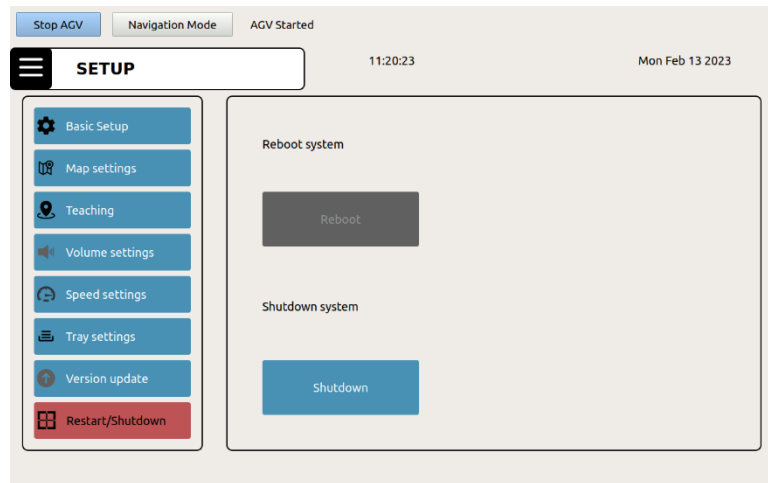 Stop AGV Navigation Mode AGV Started
SETUP 11:20:23 Mon Feb 13 2023
Basic Setup
Map settings
Teaching
Volume settings
Speed settings
Tray settings
Version update
Restart/Shutdown
Reboot system
Reboot
Shutdown system
Shutdown